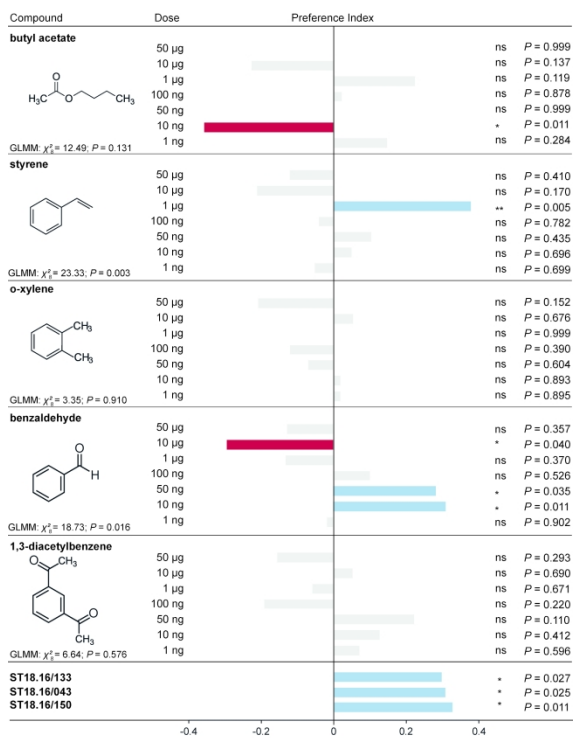 Compound Dose Preference Index
butyl acetate
50 µg ns P = 0.999
10 µg ns P = 0.137
1 µg ns P = 0.119
100 ng ns P = 0.878
50 ng ns P = 0.999
10 ng * P = 0.011
1 ng ns P = 0.284
O
H₃C O CH₃
GLMM: χ²₈ = 12.49; P = 0.131
styrene
50 µg ns P = 0.410
10 µg ns P = 0.170
1 µg ** P = 0.005
100 ng ns P = 0.782
50 ng ns P = 0.435
10 ng ns P = 0.696
1 ng ns P = 0.699
GLMM: χ²₈ = 23.33; P = 0.003
o-xylene
50 µg ns P = 0.152
10 µg ns P = 0.676
1 µg ns P = 0.999
100 ng ns P = 0.390
50 ng ns P = 0.604
10 ng ns P = 0.893
1 ng ns P = 0.895
CH₃
CH₃
GLMM: χ²₈ = 3.35; P = 0.910
benzaldehyde
50 µg ns P = 0.357
10 µg * P = 0.040
1 µg ns P = 0.370
100 ng ns P = 0.526
50 ng * P = 0.035
10 ng * P = 0.011
1 ng ns P = 0.902
O
H
GLMM: χ²₈ = 18.73; P = 0.016
1,3-diacetylbenzene
50 µg ns P = 0.293
10 µg ns P = 0.690
1 µg ns P = 0.671
100 ng ns P = 0.220
50 ng ns P = 0.110
10 ng ns P = 0.412
1 ng ns P = 0.596
O CH₃
O
CH₃
GLMM: χ²₈ = 6.64; P = 0.576
ST18.16/133 * P = 0.027
ST18.16/043 * P = 0.025
ST18.16/150 * P = 0.011
-0.4 -0.2 0 0.2 0.4